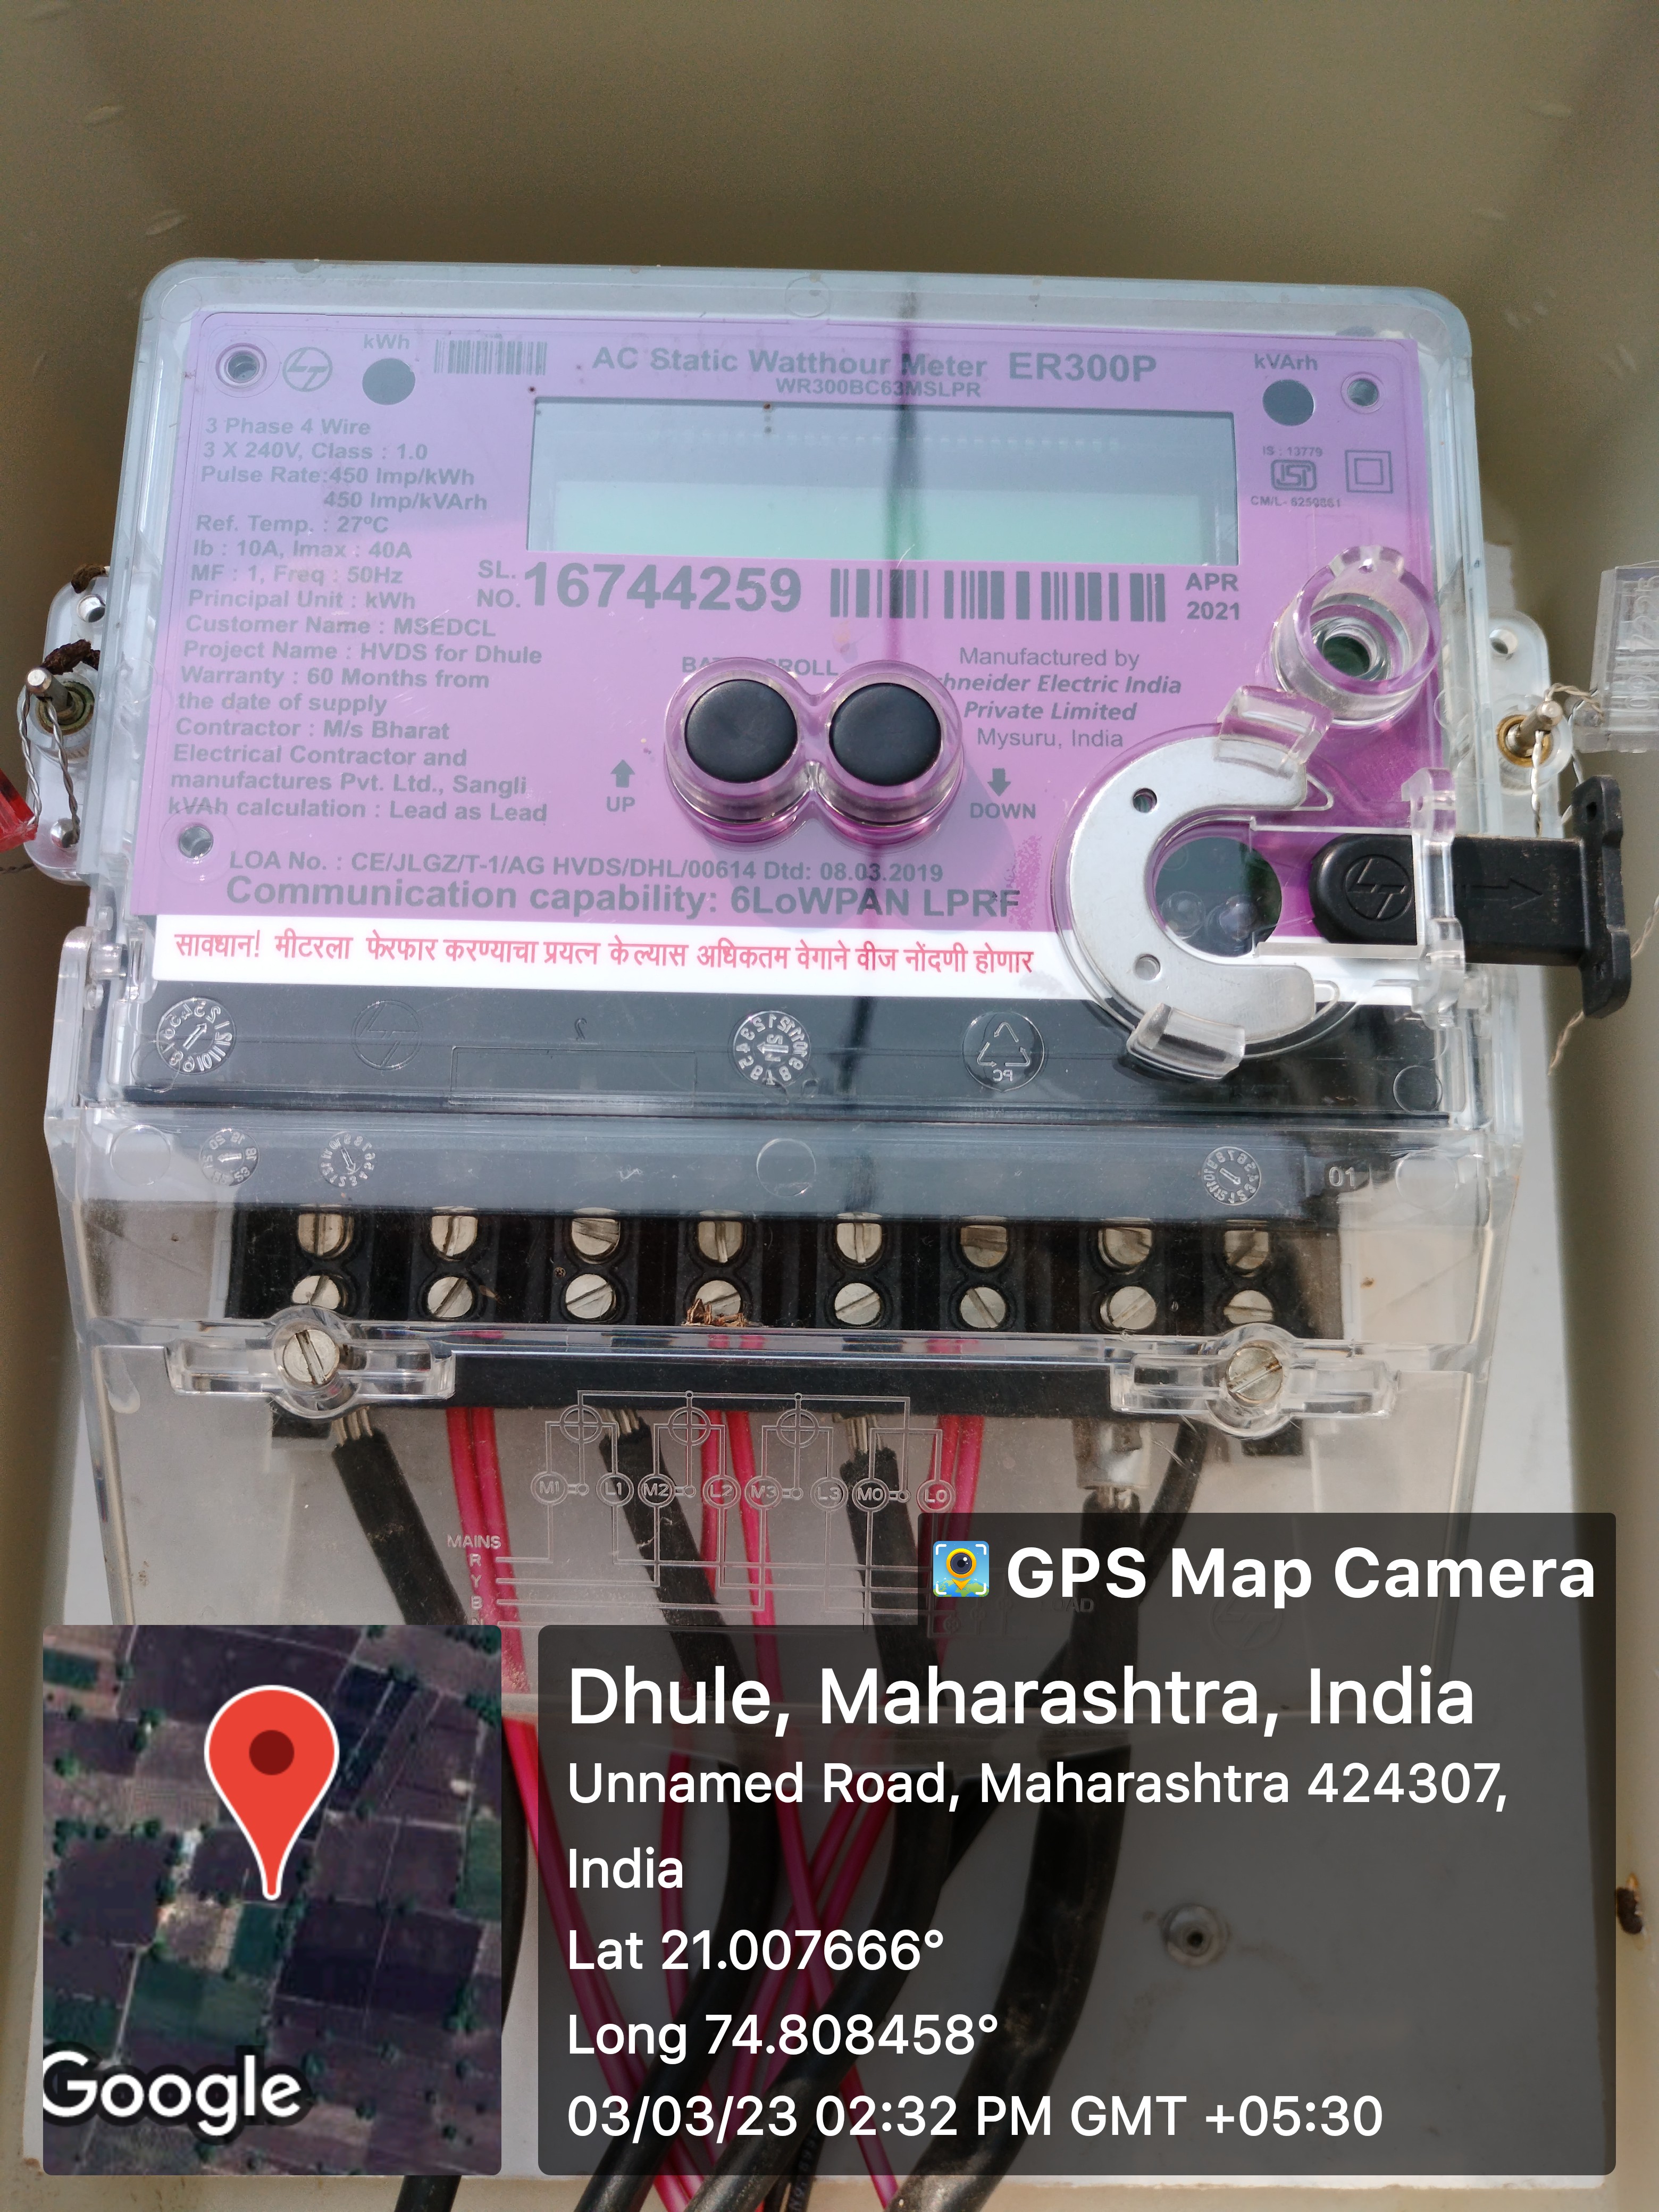 kWh
AC Static Watthour Meter ER300P
WR300BC63MSLPR
kVArh
3 Phase 4 Wire
3 X 240V, Class : 1.0
Pulse Rate:450 Imp/kWh
450 Imp/kVArh
Ref. Temp. : 27°C
Ib : 10A, Imax : 40A
MF : 1, Freq : 50Hz
Principal Unit : kWh
Customer Name : MSEDCL
Project Name : HVDS for Dhule
Warranty : 60 Months from
the date of supply
Contractor : M/s Bharat
Electrical Contractor and
manufactures Pvt. Ltd., Sangli
kVAh calculation : Lead as Lead
IS : 13779
ISI
CM/L- 6250861
SL.
NO. 16744259
APR
2021
Manufactured by
Electric India
Private Limited
Mysuru, India
UP
DOWN
LOA No. : CE/JLGZ/T-1/AG HVDS/DHL/00614 Dtd: 08.03.2019
Communication capability: 6LoWPAN LPRF
सावधान! मीटरला फेरफार करण्याचा प्रयत्न केल्यास अधिकतम वेगाने वीज नोंदणी होणार
PC
01
M1 L1 M2 L2 M3 L3 M0 L0
MAINS
R
Y
B
GPS Map Camera
Dhule, Maharashtra, India
Unnamed Road, Maharashtra 424307,
India
Lat 21.007666°
Long 74.808458°
03/03/23 02:32 PM GMT +05:30
Google